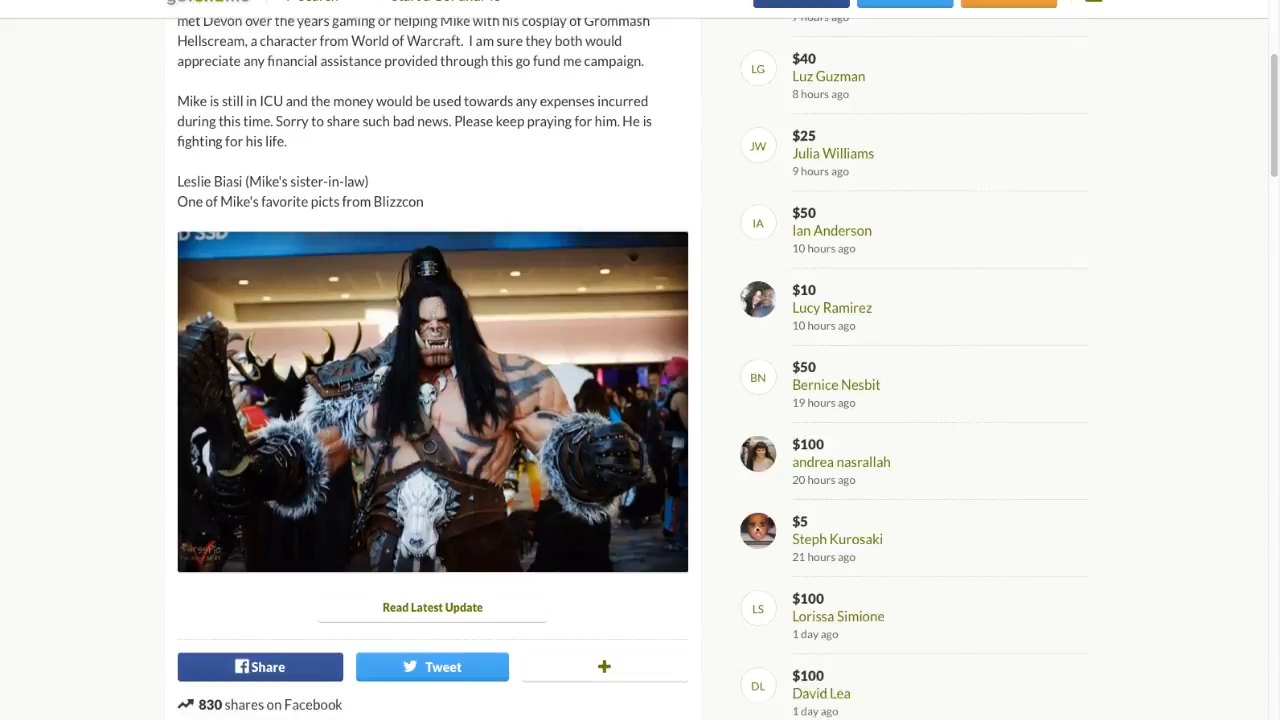 met Devon over the years gaming or helping Mike with his cosplay of Grommash
Hellscream, a character from World of Warcraft. I am sure they both would
appreciate any financial assistance provided through this go fund me campaign.
Mike is still in ICU and the money would be used towards any expenses incurred
during this time. Sorry to share such bad news. Please keep praying for him. He is
fighting for his life.
Leslie Biasi (Mike's sister-in-law)
One of Mike's favorite picts from Blizzcon
D SSD
Read Latest Update
Share
Tweet
830 shares on Facebook
7 hours ago
LG
$40
Luz Guzman
8 hours ago
JW
$25
Julia Williams
9 hours ago
IA
$50
Ian Anderson
10 hours ago
$10
Lucy Ramirez
10 hours ago
BN
$50
Bernice Nesbit
19 hours ago
$100
andrea nasrallah
20 hours ago
$5
Steph Kurosaki
21 hours ago
LS
$100
Lorissa Simione
1 day ago
DL
$100
David Lea
1 day ago